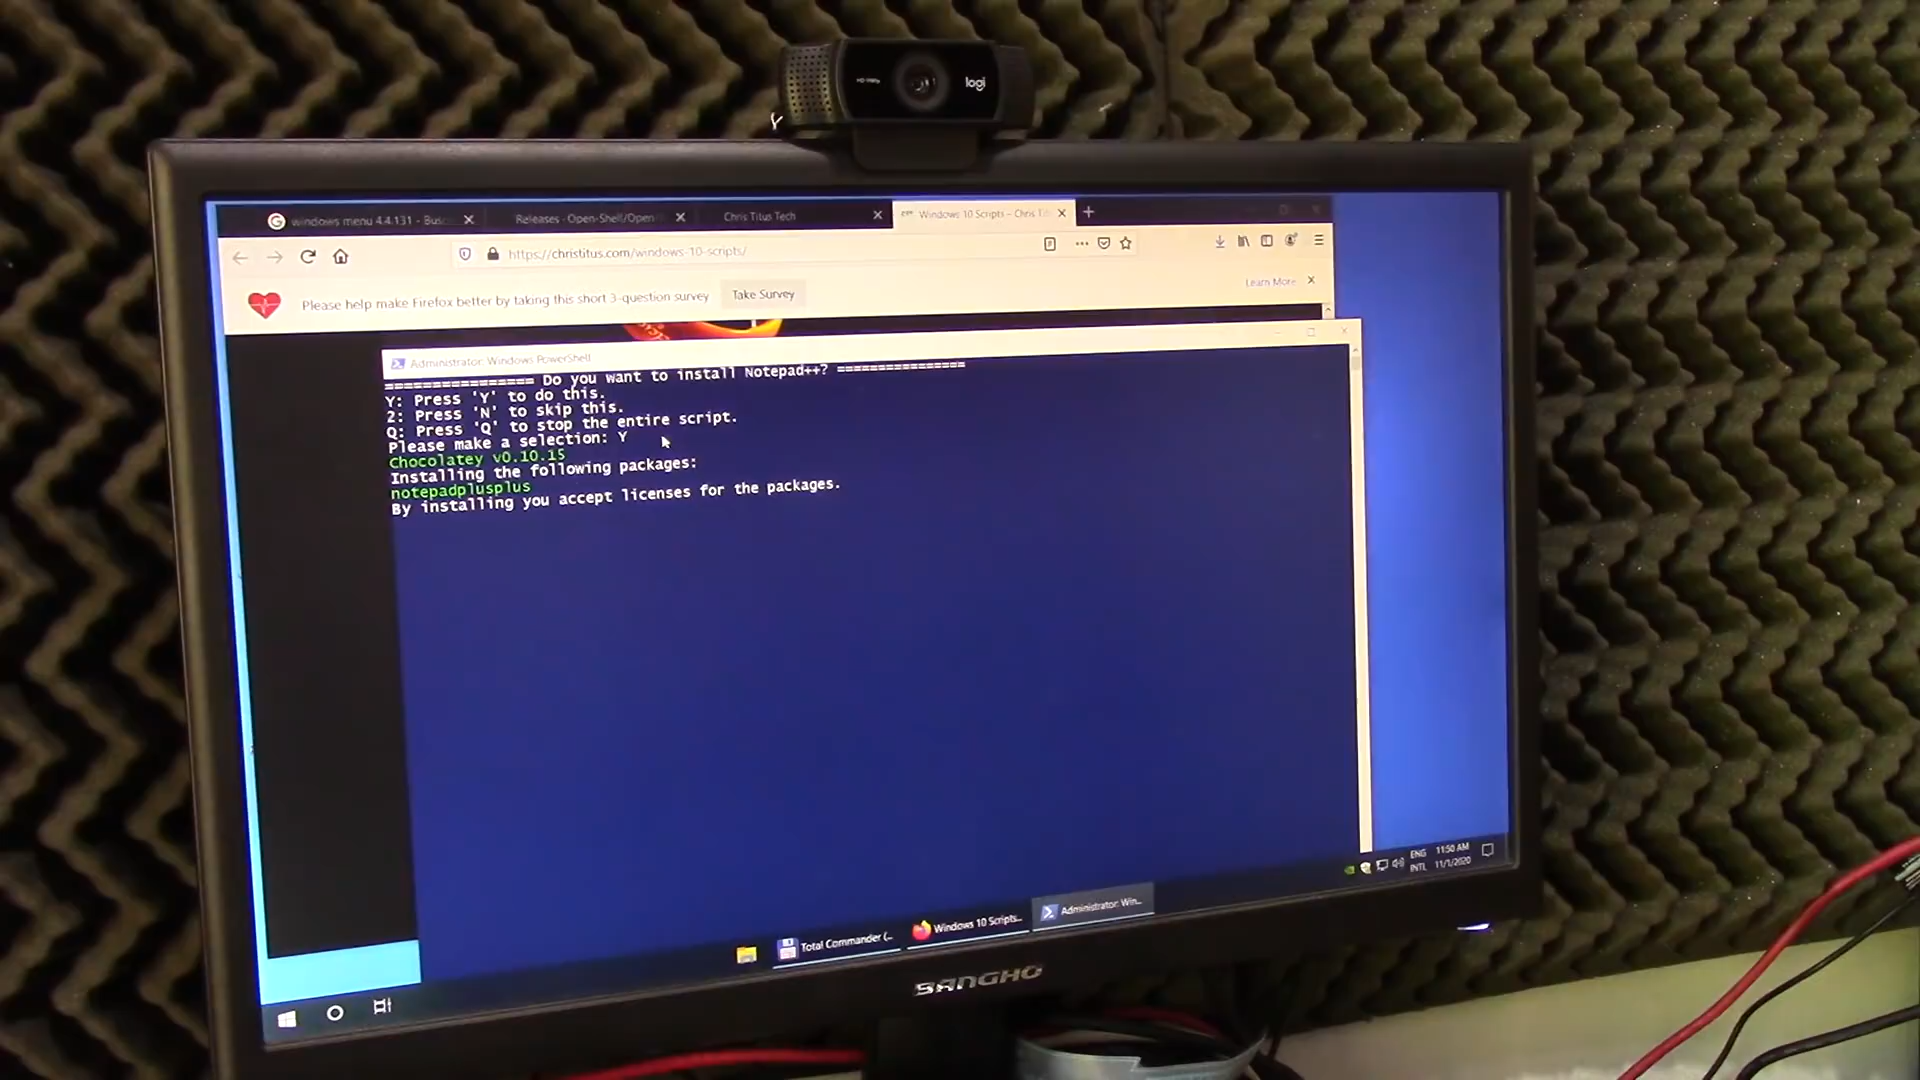 logi
windows menu 4.4.131 - Bus
Releases · Open-Shell/Open
Chris Titus Tech
Windows 10 Scripts – Chris Ti
https://christitus.com/windows-10-scripts/
Please help make Firefox better by taking this short 3-question survey
Take Survey
Learn More
Administrator: Windows PowerShell
================ Do you want to install Notepad++? ================
Y: Press 'Y' to do this.
2: Press 'N' to skip this.
Q: Press 'Q' to stop the entire script.
Please make a selection: Y
Chocolatey v0.10.15
Installing the following packages:
notepadplusplus
By installing you accept licenses for the packages.
ENG 11:50 AM
INTL 11/1/2020
Total Commander (...
Windows 10 Scripts...
Administrator: Win...
SANGHO